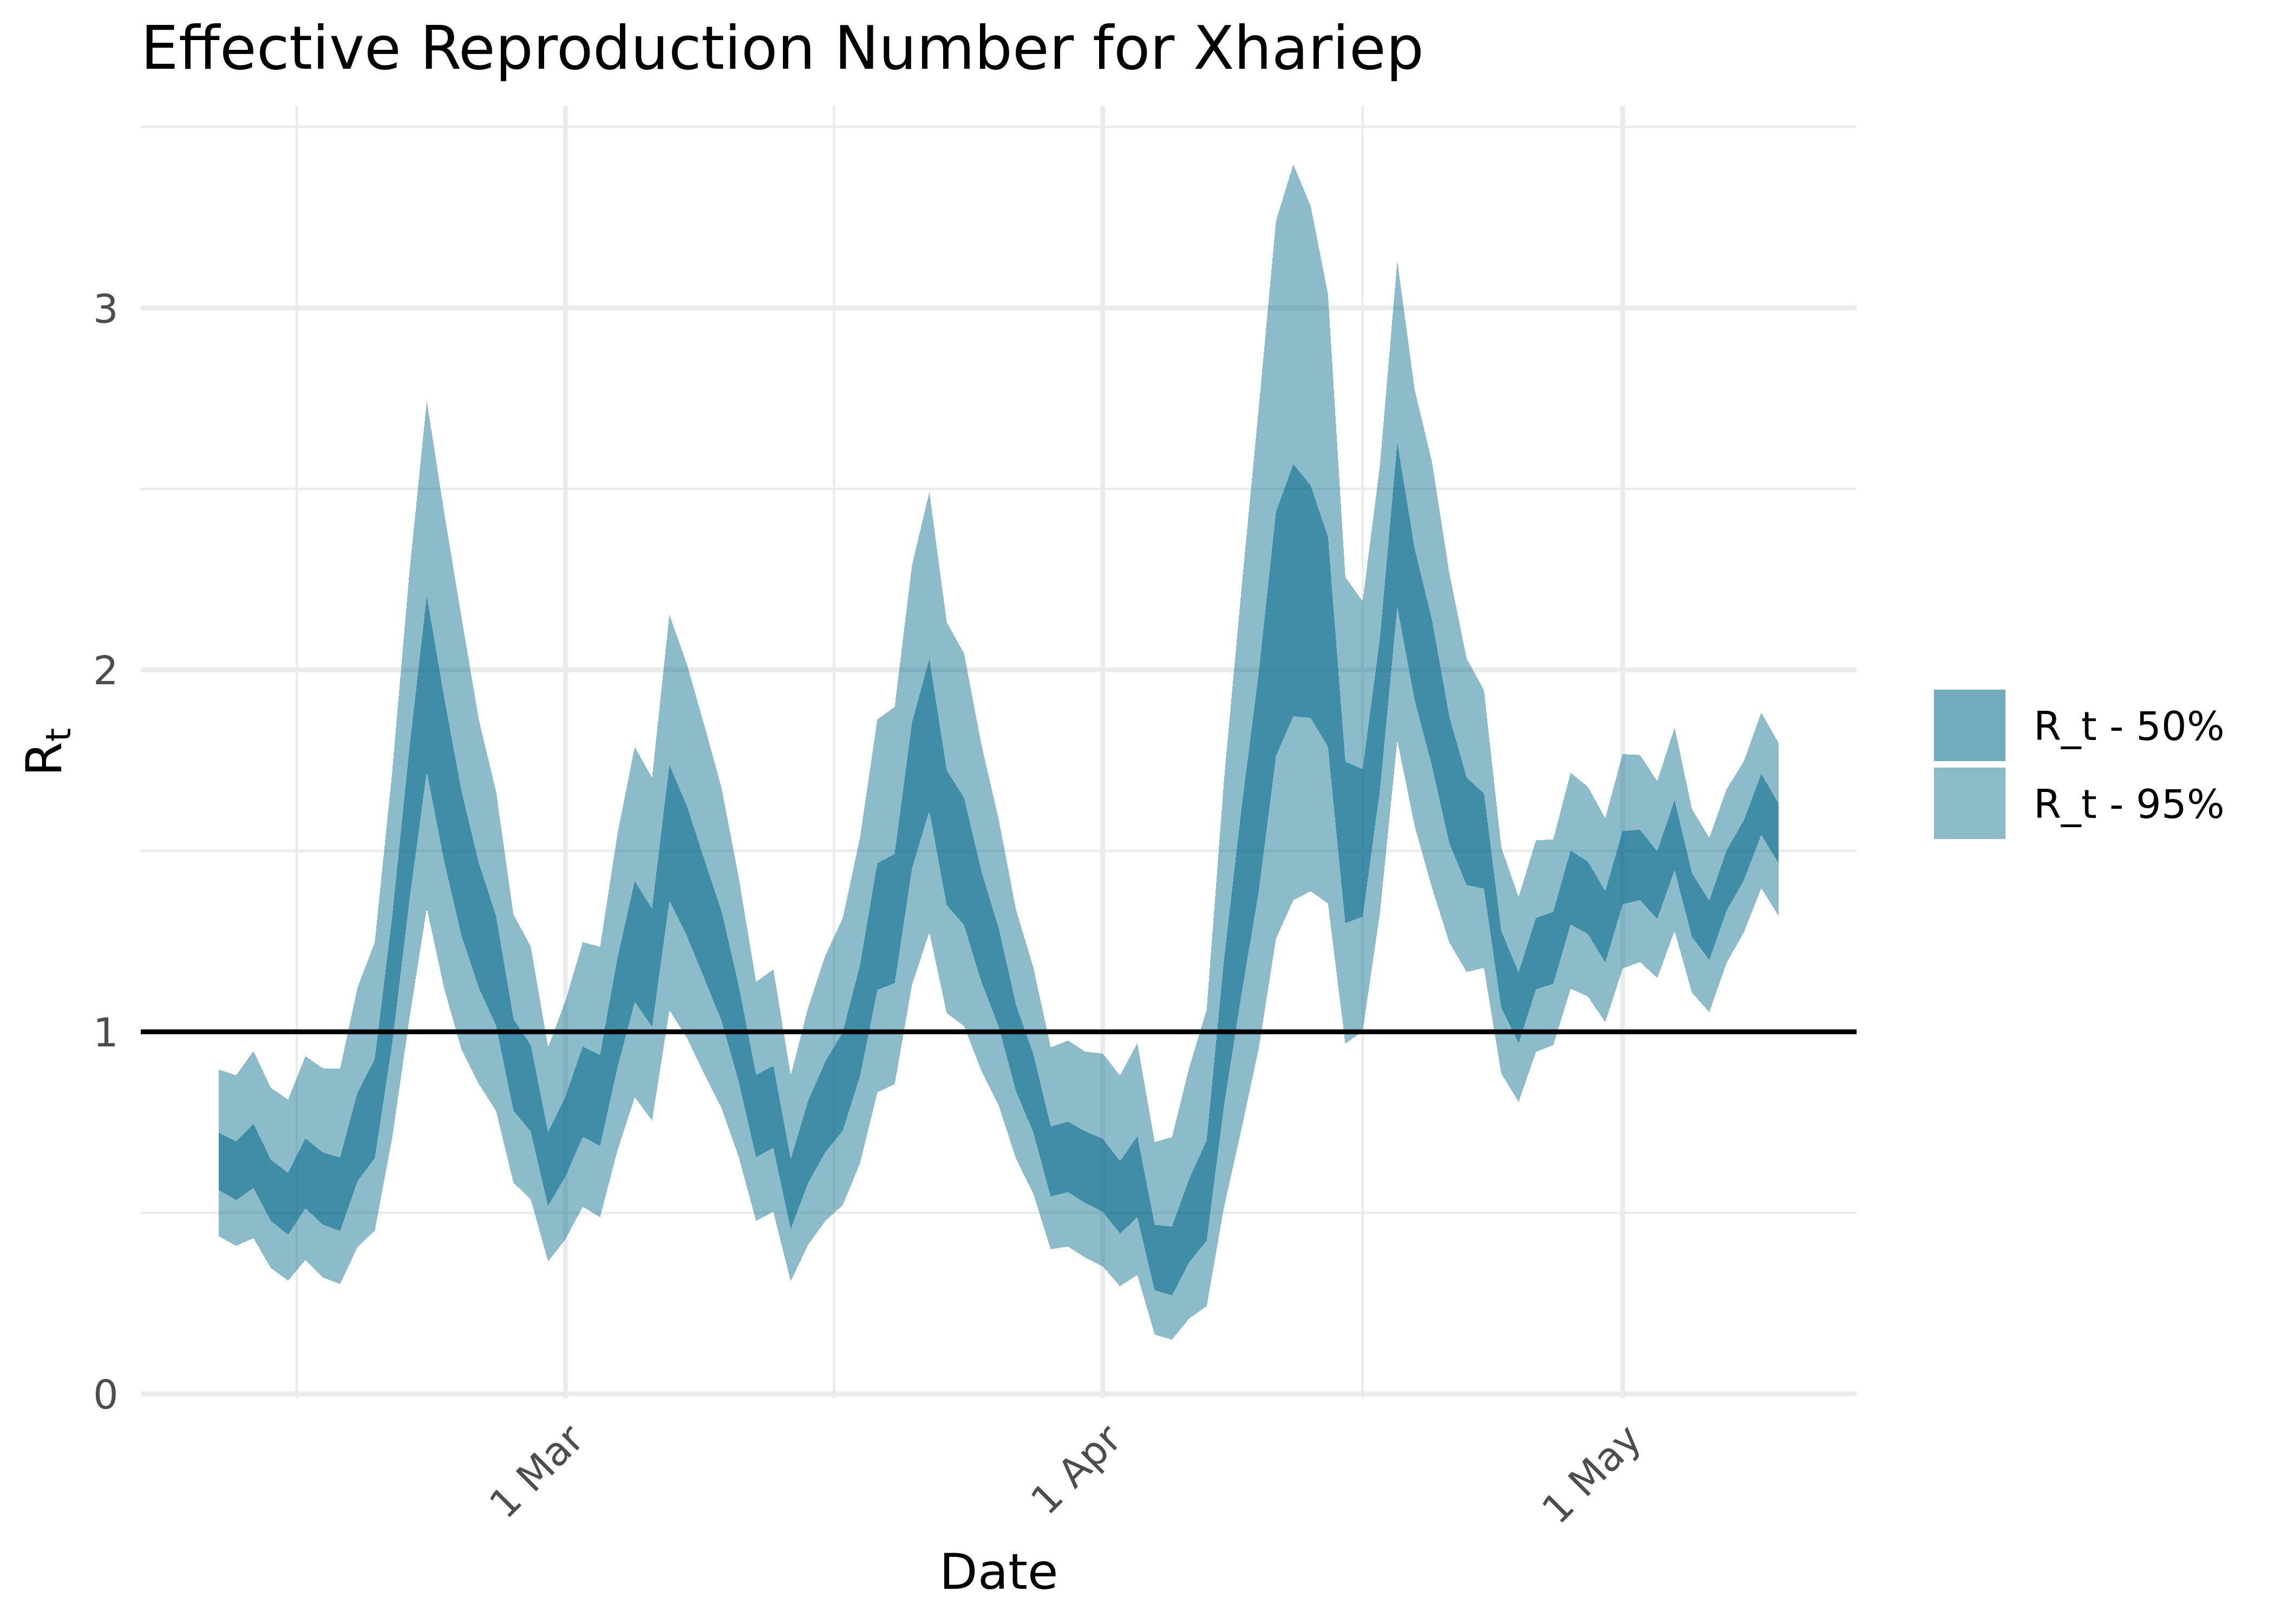 Effective Reproduction Number for Xhariep
3
2
1
0
Rt
1 Mar
1 Apr
1 May
Date
R_t - 50%
R_t - 95%